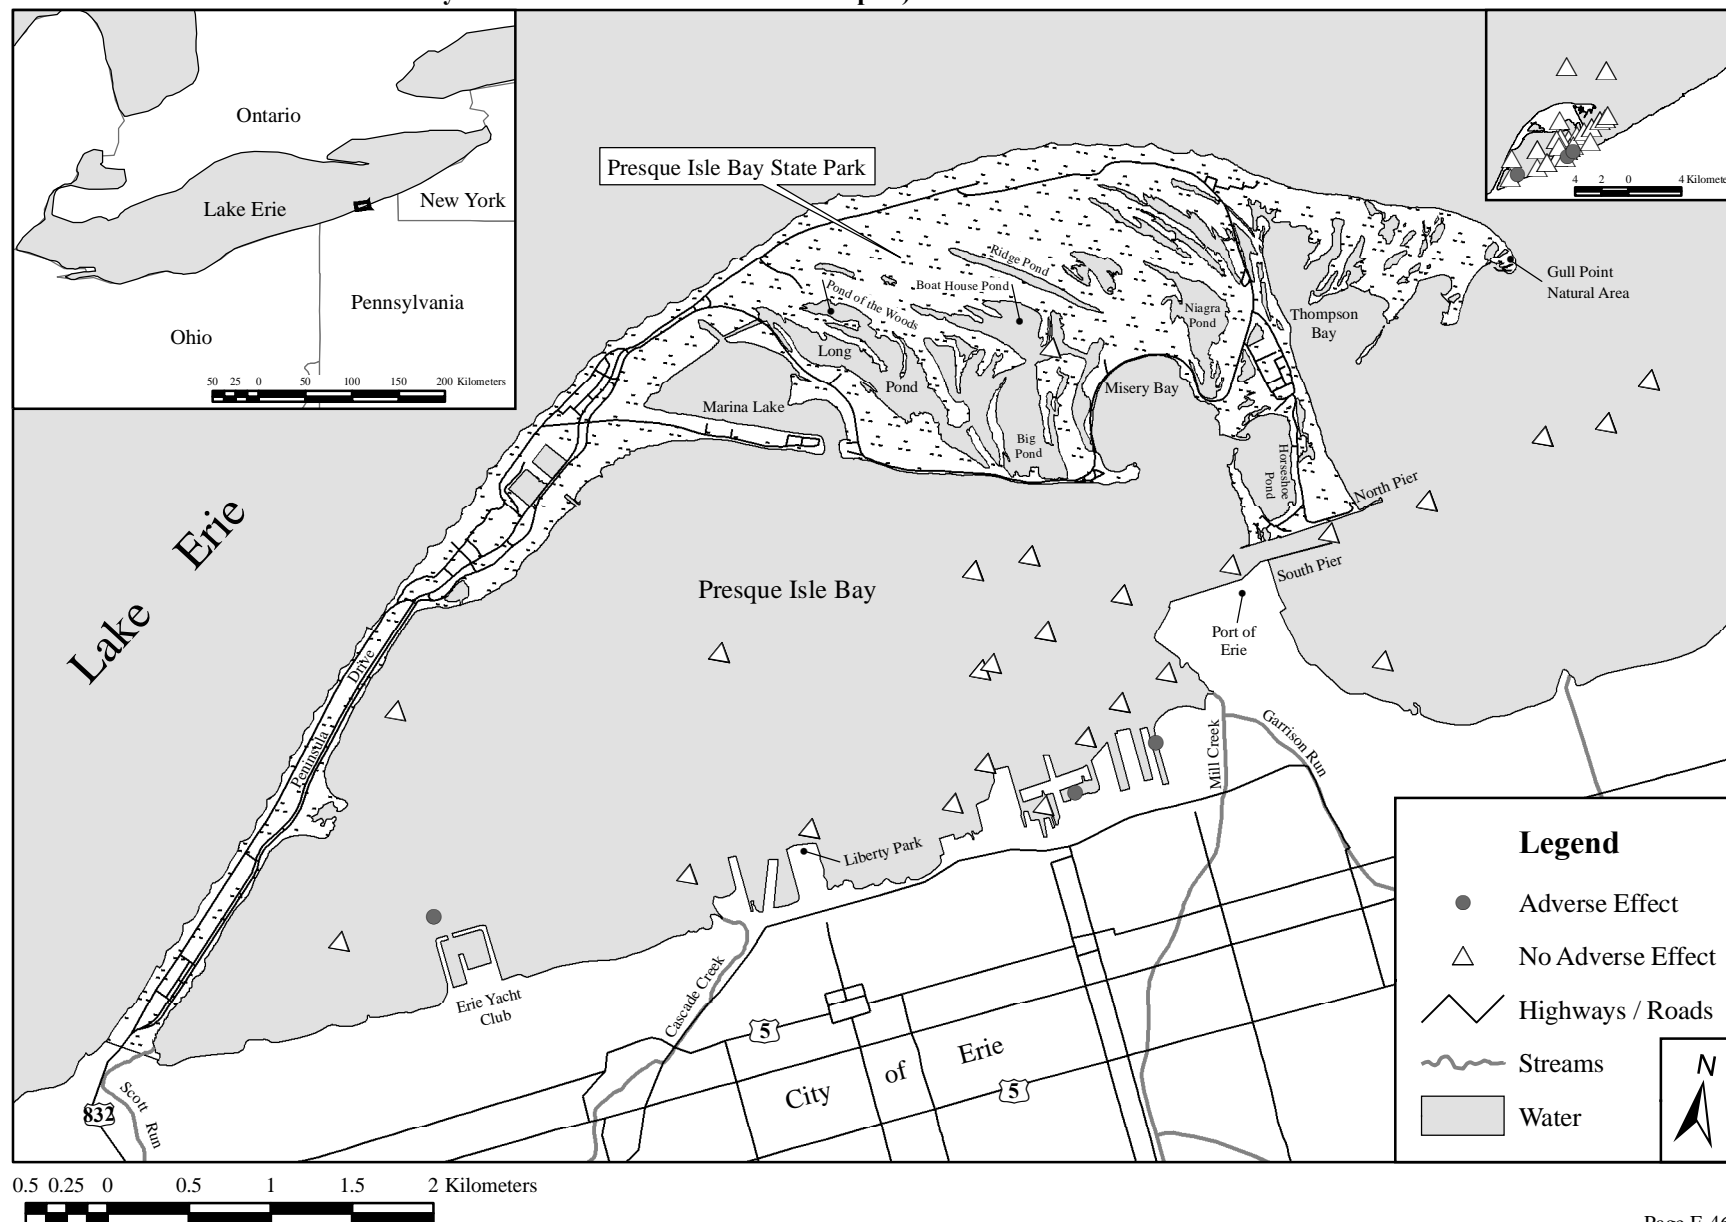 Ontario
Lake Erie
New York
Pennsylvania
Ohio
50 25 0 50 100 150 200 Kilometers
4 2 0 4
Presque Isle Bay State Park
Ridge Pond
Boat House Pond
Pond of the Woods
Niagra
Pond
Thompson
Bay
Gull Point
Natural Area
Long
Pond
Misery Bay
Marina Lake
Big
Pond
Horseshoe
Pond
North Pier
South Pier
Lake Erie
Presque Isle Bay
Port of
Erie
Peninsula Drive
Mill Creek
Garrison Run
Liberty Park
Erie Yacht
Club
Cascade Creek
5
City of Erie
5
Scott Run
832
Legend
Adverse Effect
No Adverse Effect
Highways / Roads
Streams
Water
N
0.5 0.25 0 0.5 1 1.5 2 Kilometers